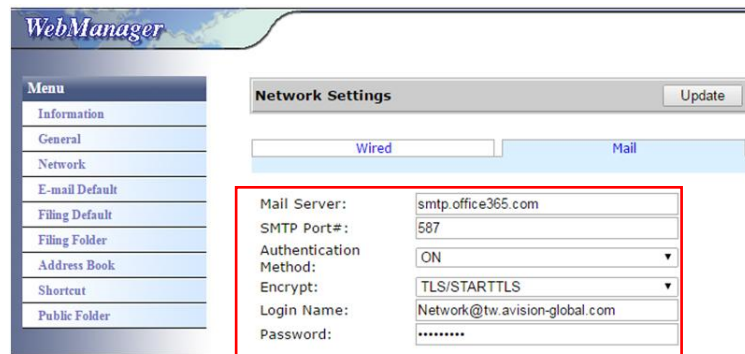 WebManager
Menu
Information
General
Network
E-mail Default
Filing Default
Filing Folder
Address Book
Shortcut
Public Folder
Network Settings
Update
Wired
Mail
Mail Server: smtp.office365.com
SMTP Port#: 587
Authentication
Method: ON
Encrypt: TLS/STARTTLS
Login Name: Network@tw.avision-global.com
Password: •••••••••